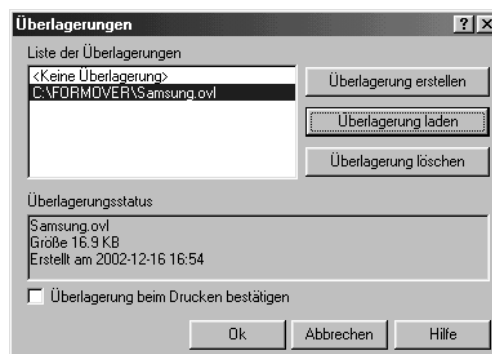 Überlagerungen
Liste der Überlagerungen
<Keine Überlagerung>
C:\FORMOVER\Samsung.ovl
Überlagerung erstellen
Überlagerung laden
Überlagerung löschen
Überlagerungsstatus
Samsung.ovl
Größe 16.9 KB
Erstellt am 2002-12-16 16:54
Überlagerung beim Drucken bestätigen
Ok Abbrechen Hilfe